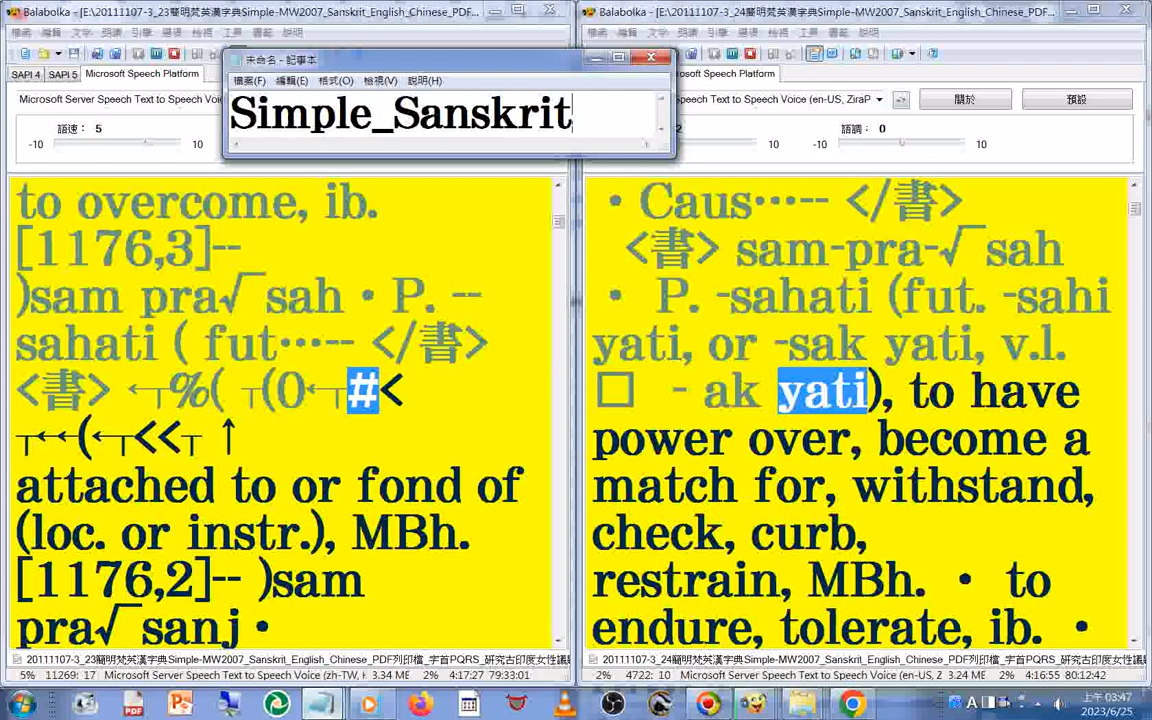 Balabolka - [E:\20111107-3_23簡明梵英漢字典Simple-MW2007_Sanskrit_English_Chinese_PDF...
Balabolka - [E:\20111107-3_24簡明梵英漢字典Simple-MW2007_Sanskrit_English_Chinese_PDF...
未命名 - 記事本
檔案(F) 編輯(E) 格式(O) 檢視(V) 說明(H)
Simple_Sanskrit
SAPI 4 SAPI 5 Microsoft Speech Platform
Microsoft Server Speech Text to Speech Voi
語速： 5
-10 10
Speech Platform
Speech Text to Speech Voice (en-US, ZiraP
關於 預設
語調： 0
10 -10 10
to overcome, ib.
[1176,3]--
)sam pra√sah • P. --
sahati ( fut…-- </書>
<書> ←┬%( ┬(0←┬#<
┬←←(←┬<<┬ ↑
attached to or fond of
(loc. or instr.), MBh.
[1176,2]-- )sam
pra√sanj •
• Caus…-- </書>
<書> sam-pra-√sah
• P. -sahati (fut. -sahi
yati, or -sak yati, v.l.
□ - ak yati), to have
power over, become a
match for, withstand,
check, curb,
restrain, MBh. • to
endure, tolerate, ib. •
20111107-3_23簡明梵英漢字典Simple-MW2007_Sanskrit_English_Chinese_PDF列印檔_字首PQRS_研究古印度女性議
20111107-3_24簡明梵英漢字典Simple-MW2007_Sanskrit_English_Chinese_PDF列印檔_字首PQRS_研究古印度女性議
5% 11269: 17 Microsoft Server Speech Text to Speech Voice (zh-TW, H 3.34 ME 2% 4:17:27 79:33:01
2% 4722: 10 Microsoft Server Speech Text to Speech Voice (en-US, Z 3.24 ME 2% 4:16:55 80:12:42
上午 03:47
2023/6/25